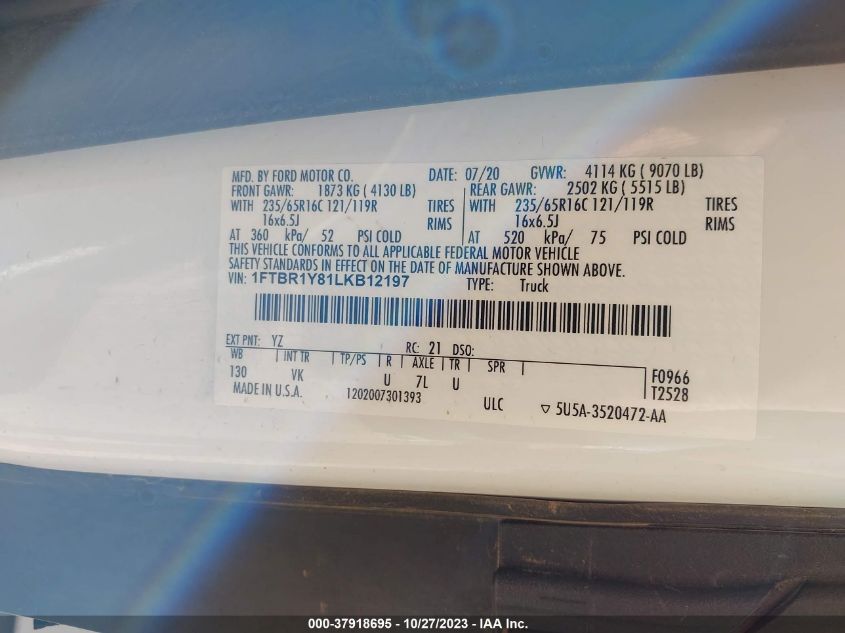 MFD. BY FORD MOTOR CO. DATE: 07/20 GVWR: 4114 KG ( 9070 LB)
FRONT GAWR: 1873 KG ( 4130 LB) REAR GAWR: 2502 KG ( 5515 LB)
WITH 235/65R16C 121/119R TIRES WITH 235/65R16C 121/119R TIRES
16x6.5J RIMS 16x6.5J RIMS
AT 360 kPa/ 52 PSI COLD AT 520 kPa/ 75 PSI COLD
THIS VEHICLE CONFORMS TO ALL APPLICABLE FEDERAL MOTOR VEHICLE
SAFETY STANDARDS IN EFFECT ON THE DATE OF MANUFACTURE SHOWN ABOVE.
VIN: 1FTBR1Y81LKB12197 TYPE: Truck
EXT PNT: YZ RC: 21 DSO:
WB INT TR TP/PS R AXLE TR SPR
130 VK U 7L U F0966
MADE IN U.S.A. 1202007301393 T2528
ULC ▽ 5U5A-3520472-AA
000-37918695 - 10/27/2023 - IAA Inc.